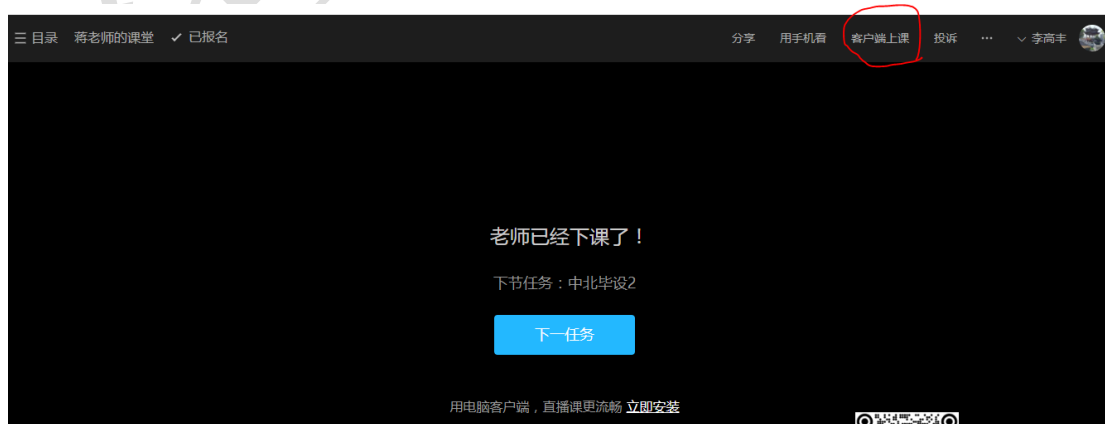 三 目录 蒋老师的课堂 ✓ 已报名 分享 用手机看 客户端上课 投诉 ··· ∨ 李高丰
老师已经下课了！
下节任务：中北毕设2
下一任务
用电脑客户端，直播课更流畅 立即安装